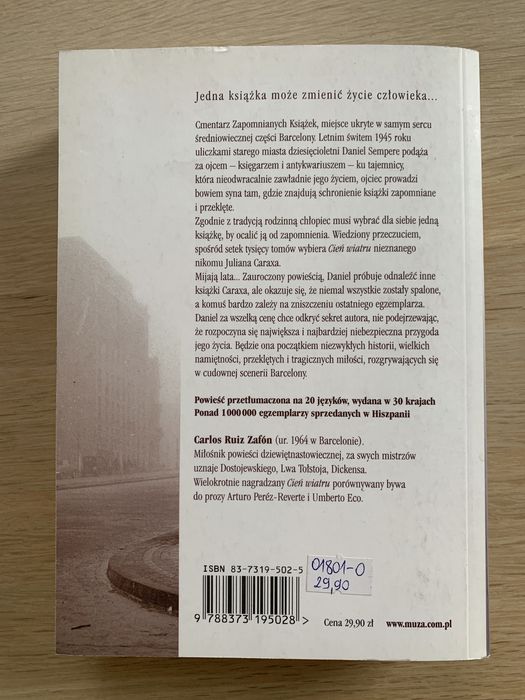 Jedna książka może zmienić życie człowieka...
Cmentarz Zapomnianych Książek, miejsce ukryte w samym sercu
średniowiecznej części Barcelony. Letnim świtem 1945 roku
uliczkami starego miasta dziesięcioletni Daniel Sempere podąża
za ojcem – księgarzem i antykwariuszem – ku tajemnicy,
która nieodwracalnie zawładnie jego życiem, ojciec prowadzi
bowiem syna tam, gdzie znajdują schronienie książki zapomniane
i przeklęte.
Zgodnie z tradycją rodzinną chłopiec musi wybrać dla siebie jedną
książkę, by ocalić ją od zapomnienia. Wiedziony przeczuciem,
spośród setek tysięcy tomów wybiera Cień wiatru nieznanego
nikomu Juliana Caraxa.
Mijają lata... Zauroczony powieścią, Daniel próbuje odnaleźć inne
książki Caraxa, ale okazuje się, że niemal wszystkie zostały spalone,
a komuś bardzo zależy na zniszczeniu ostatniego egzemplarza.
Daniel za wszelką cenę chce odkryć sekret autora, nie podejrzewając,
że rozpoczyna się największa i najbardziej niebezpieczna przygoda
jego życia. Będzie ona początkiem niezwykłych historii, wielkich
namiętności, przeklętych i tragicznych miłości, rozgrywających się
w cudownej scenerii Barcelony.
Powieść przetłumaczona na 20 języków, wydana w 30 krajach
Ponad 1000000 egzemplarzy sprzedanych w Hiszpanii
Carlos Ruiz Zafón (ur. 1964 w Barcelonie).
Miłośnik powieści dziewiętnastowiecznej, za swych mistrzów
uznaje Dostojewskiego, Lwa Tołstoja, Dickensa.
Wielokrotnie nagradzany Cień wiatru porównywany bywa
do prozy Arturo Peréz-Reverte i Umberto Eco.
ISBN 83-7319-502-5
01801-0
29,90
9 788373 195028 >
Cena 29,90 zł
www.muza.com.pl